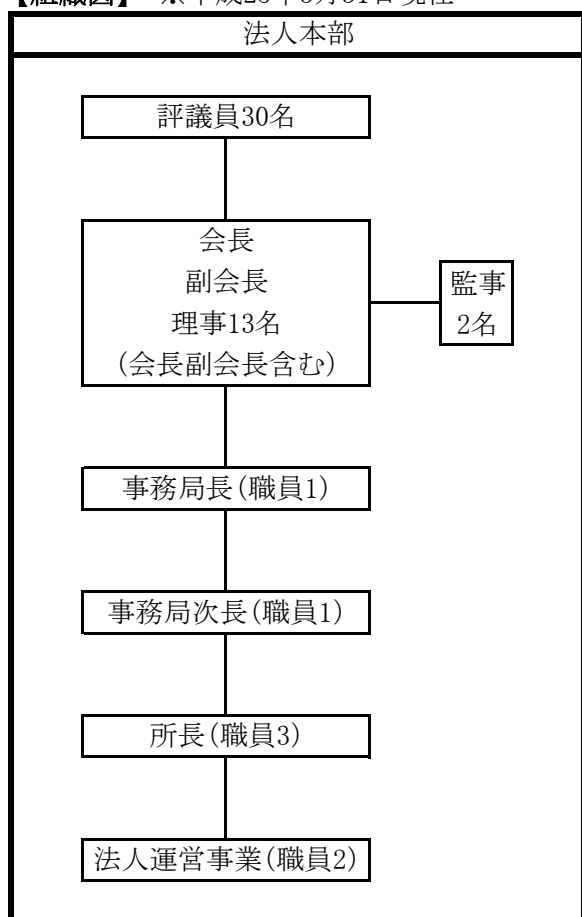 法人本部
評議員30名
会長
副会長
理事13名
(会長副会長含む)
監事
2名
事務局長(職員1)
事務局次長(職員1)
所長(職員3)
法人運営事業(職員2)